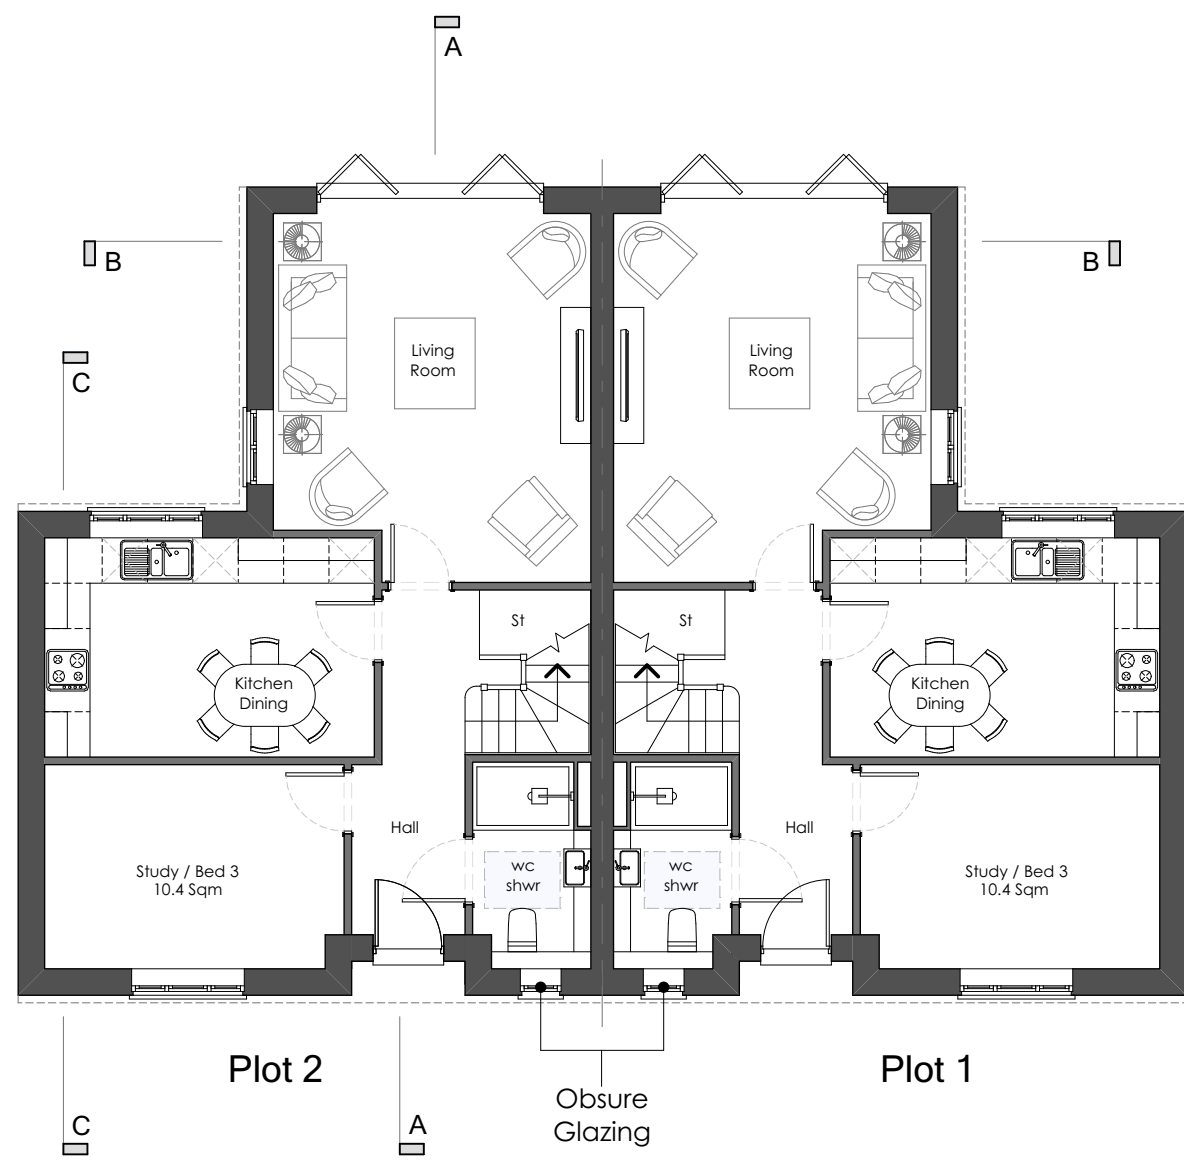 A
B
B
C
Living
Room
Living
Room
St
St
Kitchen
Dining
Kitchen
Dining
Hall
Hall
Study / Bed 3
10.4 Sqm
wc
shwr
wc
shwr
Study / Bed 3
10.4 Sqm
Plot 2
Plot 1
Obsure
Glazing
C
A